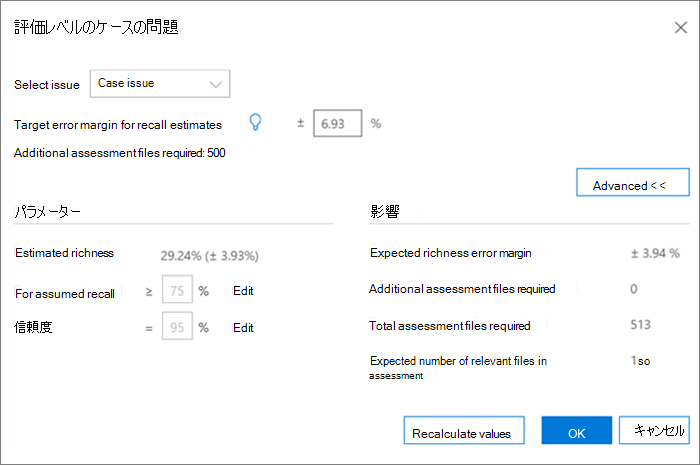 評価レベルのケースの問題
Select issue Case issue
Target error margin for recall estimates ± 6.93 %
Additional assessment files required: 500
Advanced <<
パラメーター
Estimated richness 29.24% (± 3.93%)
For assumed recall ≥ 75 % Edit
信頼度 = 95 % Edit
影響
Expected richness error margin ± 3.94 %
Additional assessment files required 0
Total assessment files required 513
Expected number of relevant files in
assessment 1so
Recalculate values OK キャンセル